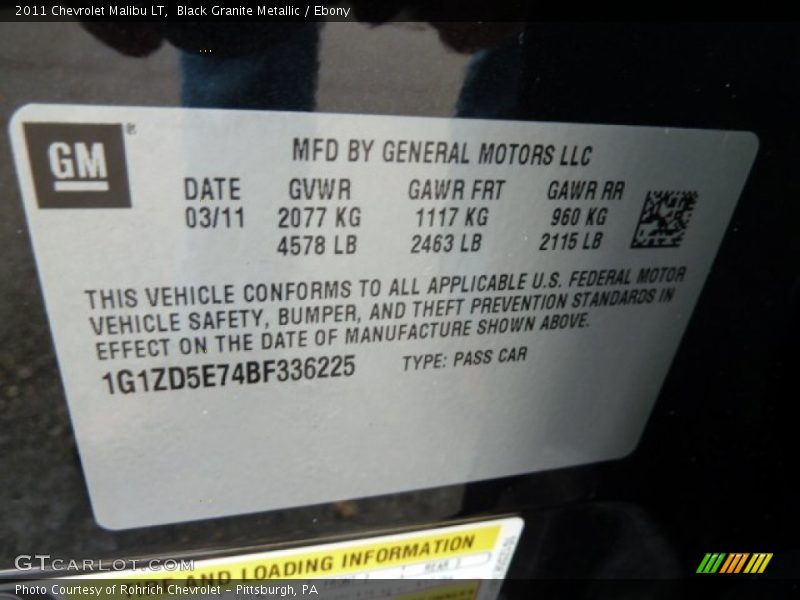 2011 Chevrolet Malibu LT, Black Granite Metallic / Ebony
GM ®
MFD BY GENERAL MOTORS LLC
DATE GVWR GAWR FRT GAWR RR
03/11 2077 KG 1117 KG 960 KG
4578 LB 2463 LB 2115 LB
THIS VEHICLE CONFORMS TO ALL APPLICABLE U.S. FEDERAL MOTOR
VEHICLE SAFETY, BUMPER, AND THEFT PREVENTION STANDARDS IN
EFFECT ON THE DATE OF MANUFACTURE SHOWN ABOVE.
1G1ZD5E74BF336225 TYPE: PASS CAR
AND LOADING INFORMATION
GTCARLOT.COM
Photo Courtesy of Rohrich Chevrolet - Pittsburgh, PA